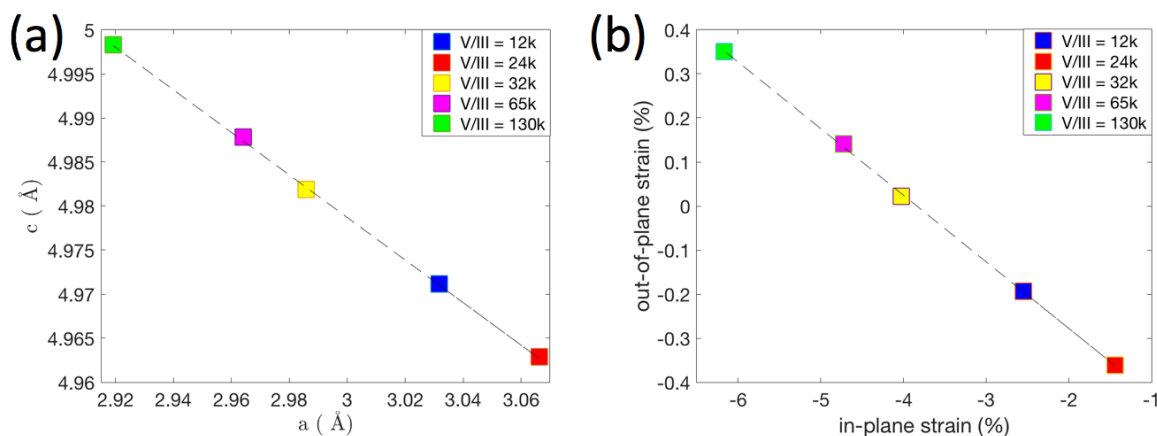 (a)
5
4.995
4.99
4.985
4.98
4.975
4.97
4.965
4.96
c ( Å)
V/III = 12k
V/III = 24k
V/III = 32k
V/III = 65k
V/III = 130k
2.92 2.94 2.96 2.98 3 3.02 3.04 3.06
a ( Å)
(b)
0.4
0.3
0.2
0.1
0
-0.1
-0.2
-0.3
-0.4
out-of-plane strain (%)
V/III = 12k
V/III = 24k
V/III = 32k
V/III = 65k
V/III = 130k
-6 -5 -4 -3 -2 -1
in-plane strain (%)